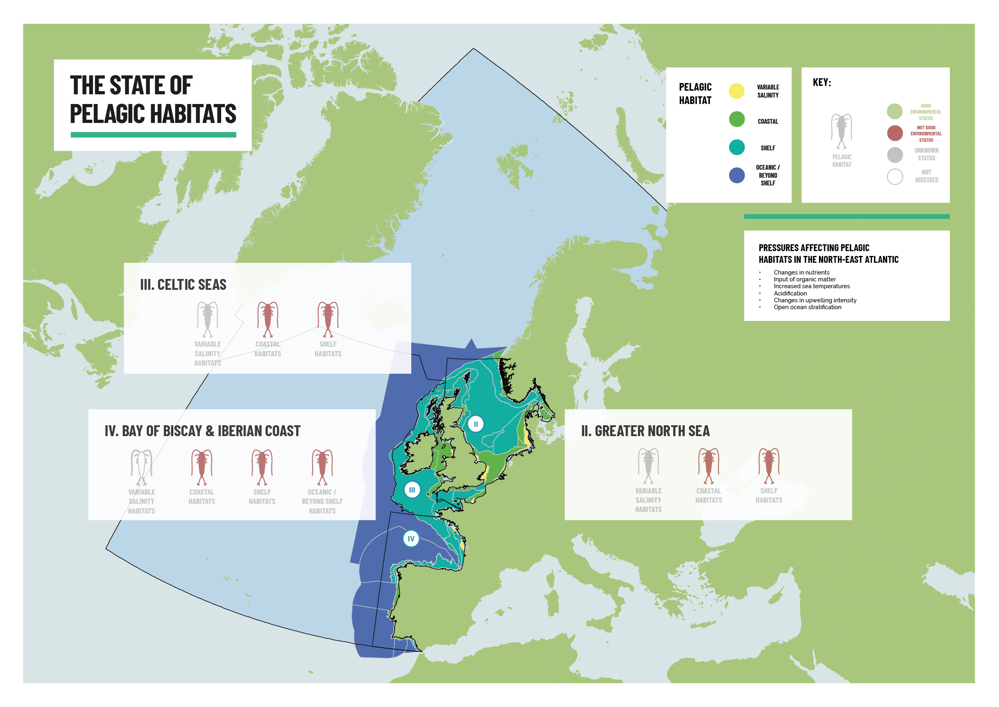 THE STATE OF
PELAGIC HABITATS
PELAGIC
HABITAT
VARIABLE
SALINITY
COASTAL
SHELF
OCEANIC /
BEYOND
SHELF
KEY:
PELAGIC
HABITAT
GOOD
ENVIRONMENTAL
STATUS
NOT GOOD
ENVIRONMENTAL
STATUS
UNKNOWN
STATUS
NOT
ASSESSED
PRESSURES AFFECTING PELAGIC
HABITATS IN THE NORTH-EAST ATLANTIC
• Changes in nutrients
• Input of organic matter
• Increased sea temperatures
• Acidification
• Changes in upwelling intensity
• Open ocean stratification
III. CELTIC SEAS
VARIABLE
SALINITY
HABITATS
COASTAL
HABITATS
SHELF
HABITATS
IV. BAY OF BISCAY & IBERIAN COAST
VARIABLE
SALINITY
HABITATS
COASTAL
HABITATS
SHELF
HABITATS
OCEANIC /
BEYOND SHELF
HABITATS
II. GREATER NORTH SEA
VARIABLE
SALINITY
HABITATS
COASTAL
HABITATS
SHELF
HABITATS
II
III
IV